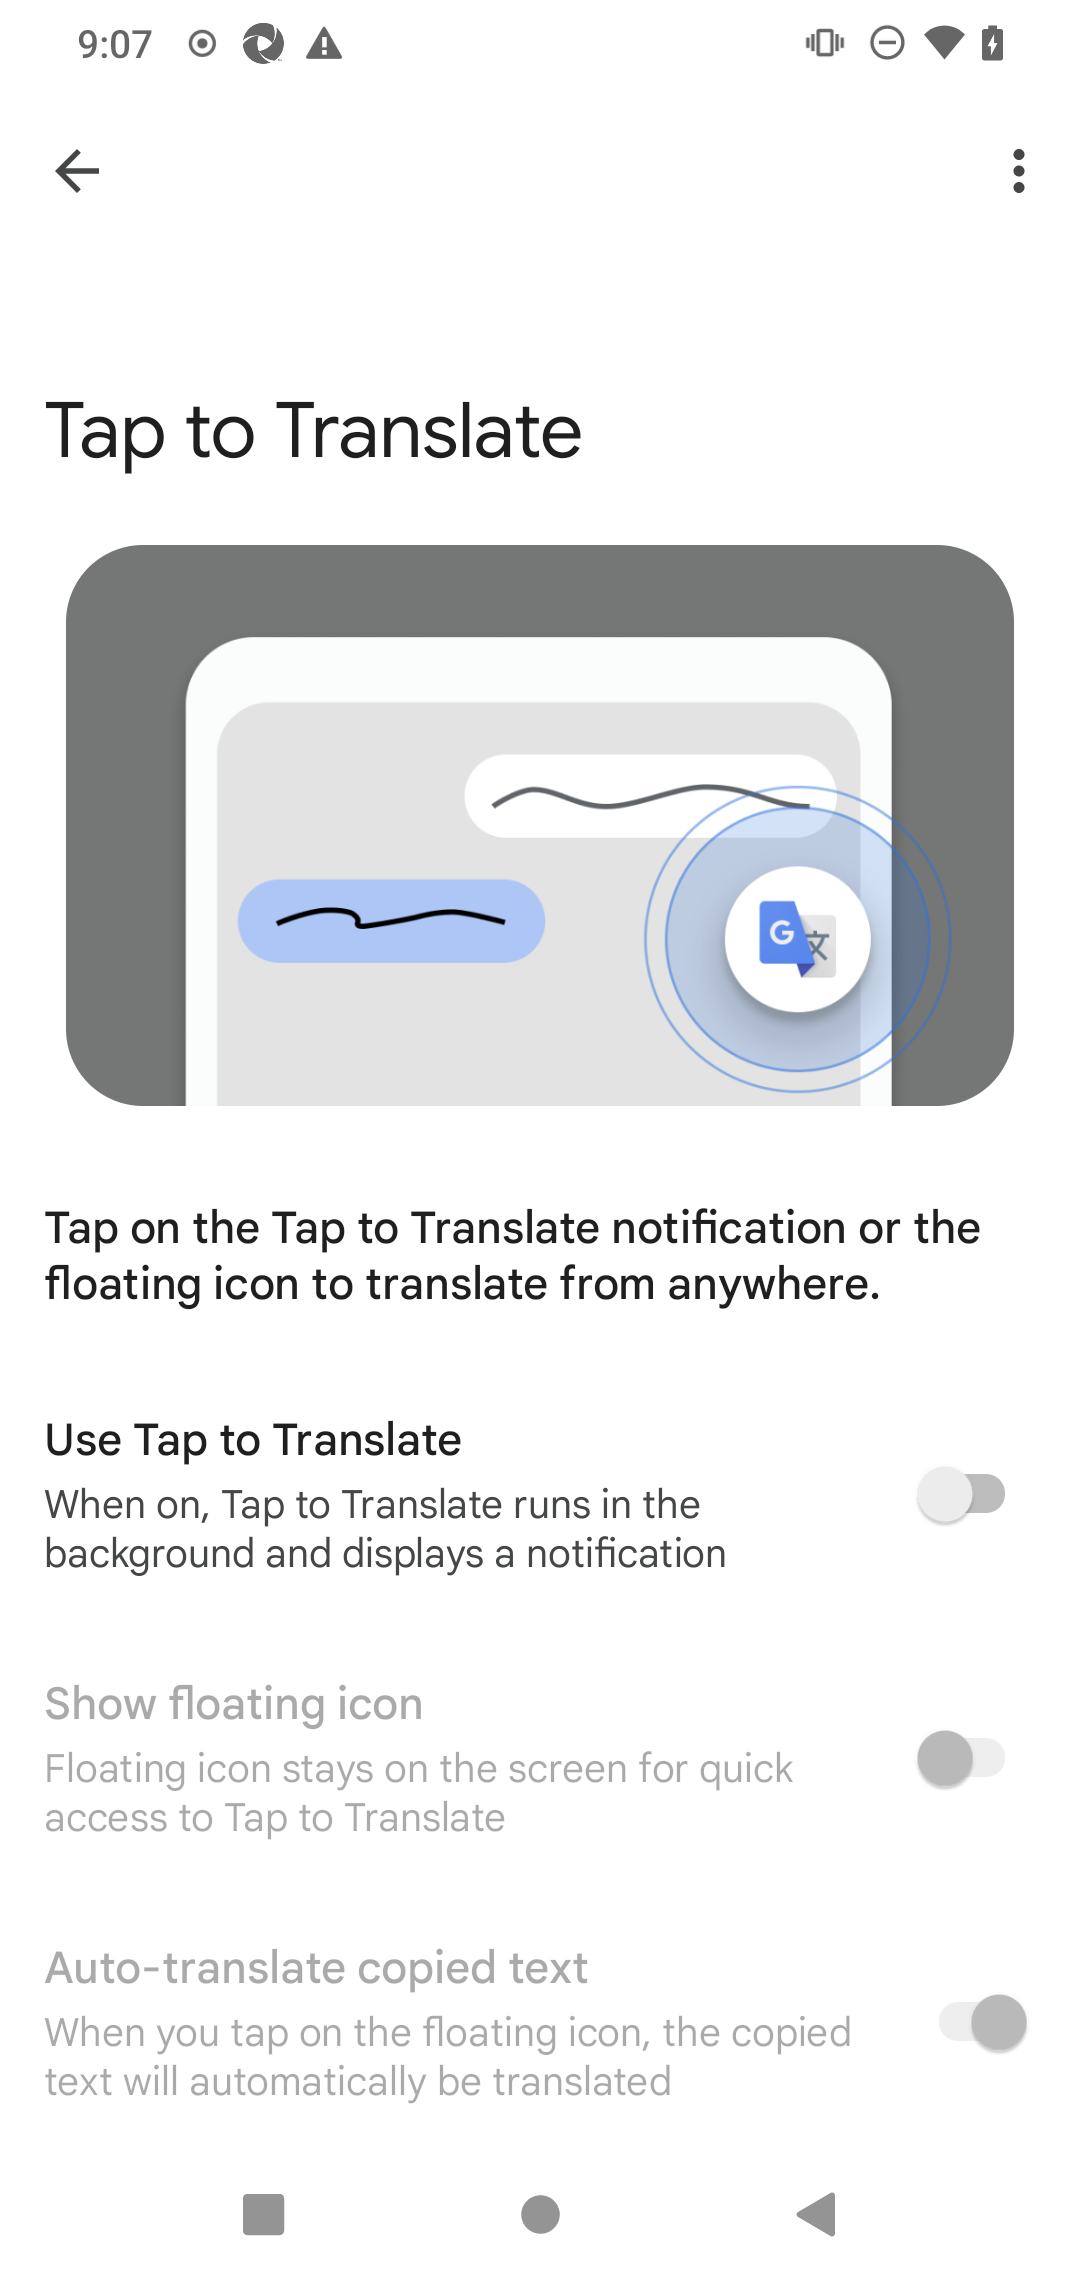 9:07
Tap to Translate
G 文
Tap on the Tap to Translate notification or the
floating icon to translate from anywhere.
Use Tap to Translate
When on, Tap to Translate runs in the
background and displays a notification
Show floating icon
Floating icon stays on the screen for quick
access to Tap to Translate
Auto-translate copied text
When you tap on the floating icon, the copied
text will automatically be translated